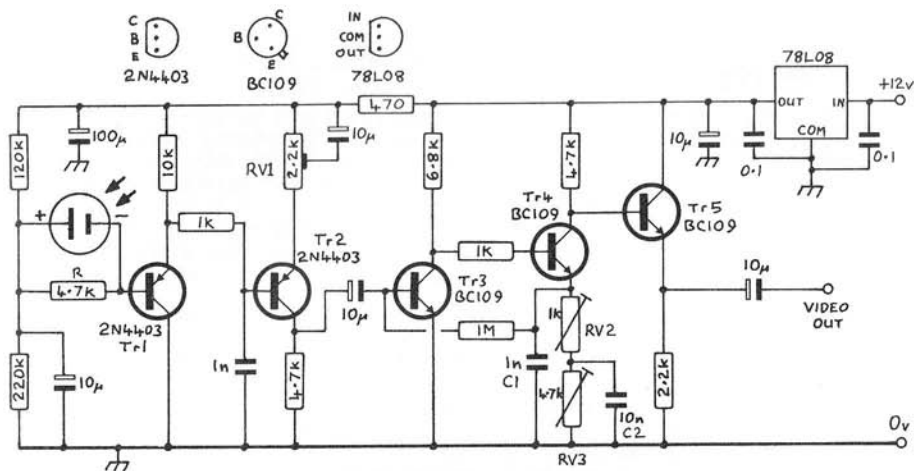 C
B
E
2N4403
C
B
E
BC109
IN
COM
OUT
78L08
78L08
OUT
IN
COM
+12v
470
120k
100µ
10k
RV1
2.2k
10µ
6.8k
4.7k
10µ
0.1
0.1
+
-
1k
Tr2
2N4403
Tr4
BC109
Tr5
BC109
R
4.7k
1k
2N4403
Tr1
10µ
Tr3
BC109
1M
1k
RV2
10µ
VIDEO
OUT
220k
10µ
1n
4.7k
1n
C1
4.7k
10n
C2
2.2k
RV3
0v